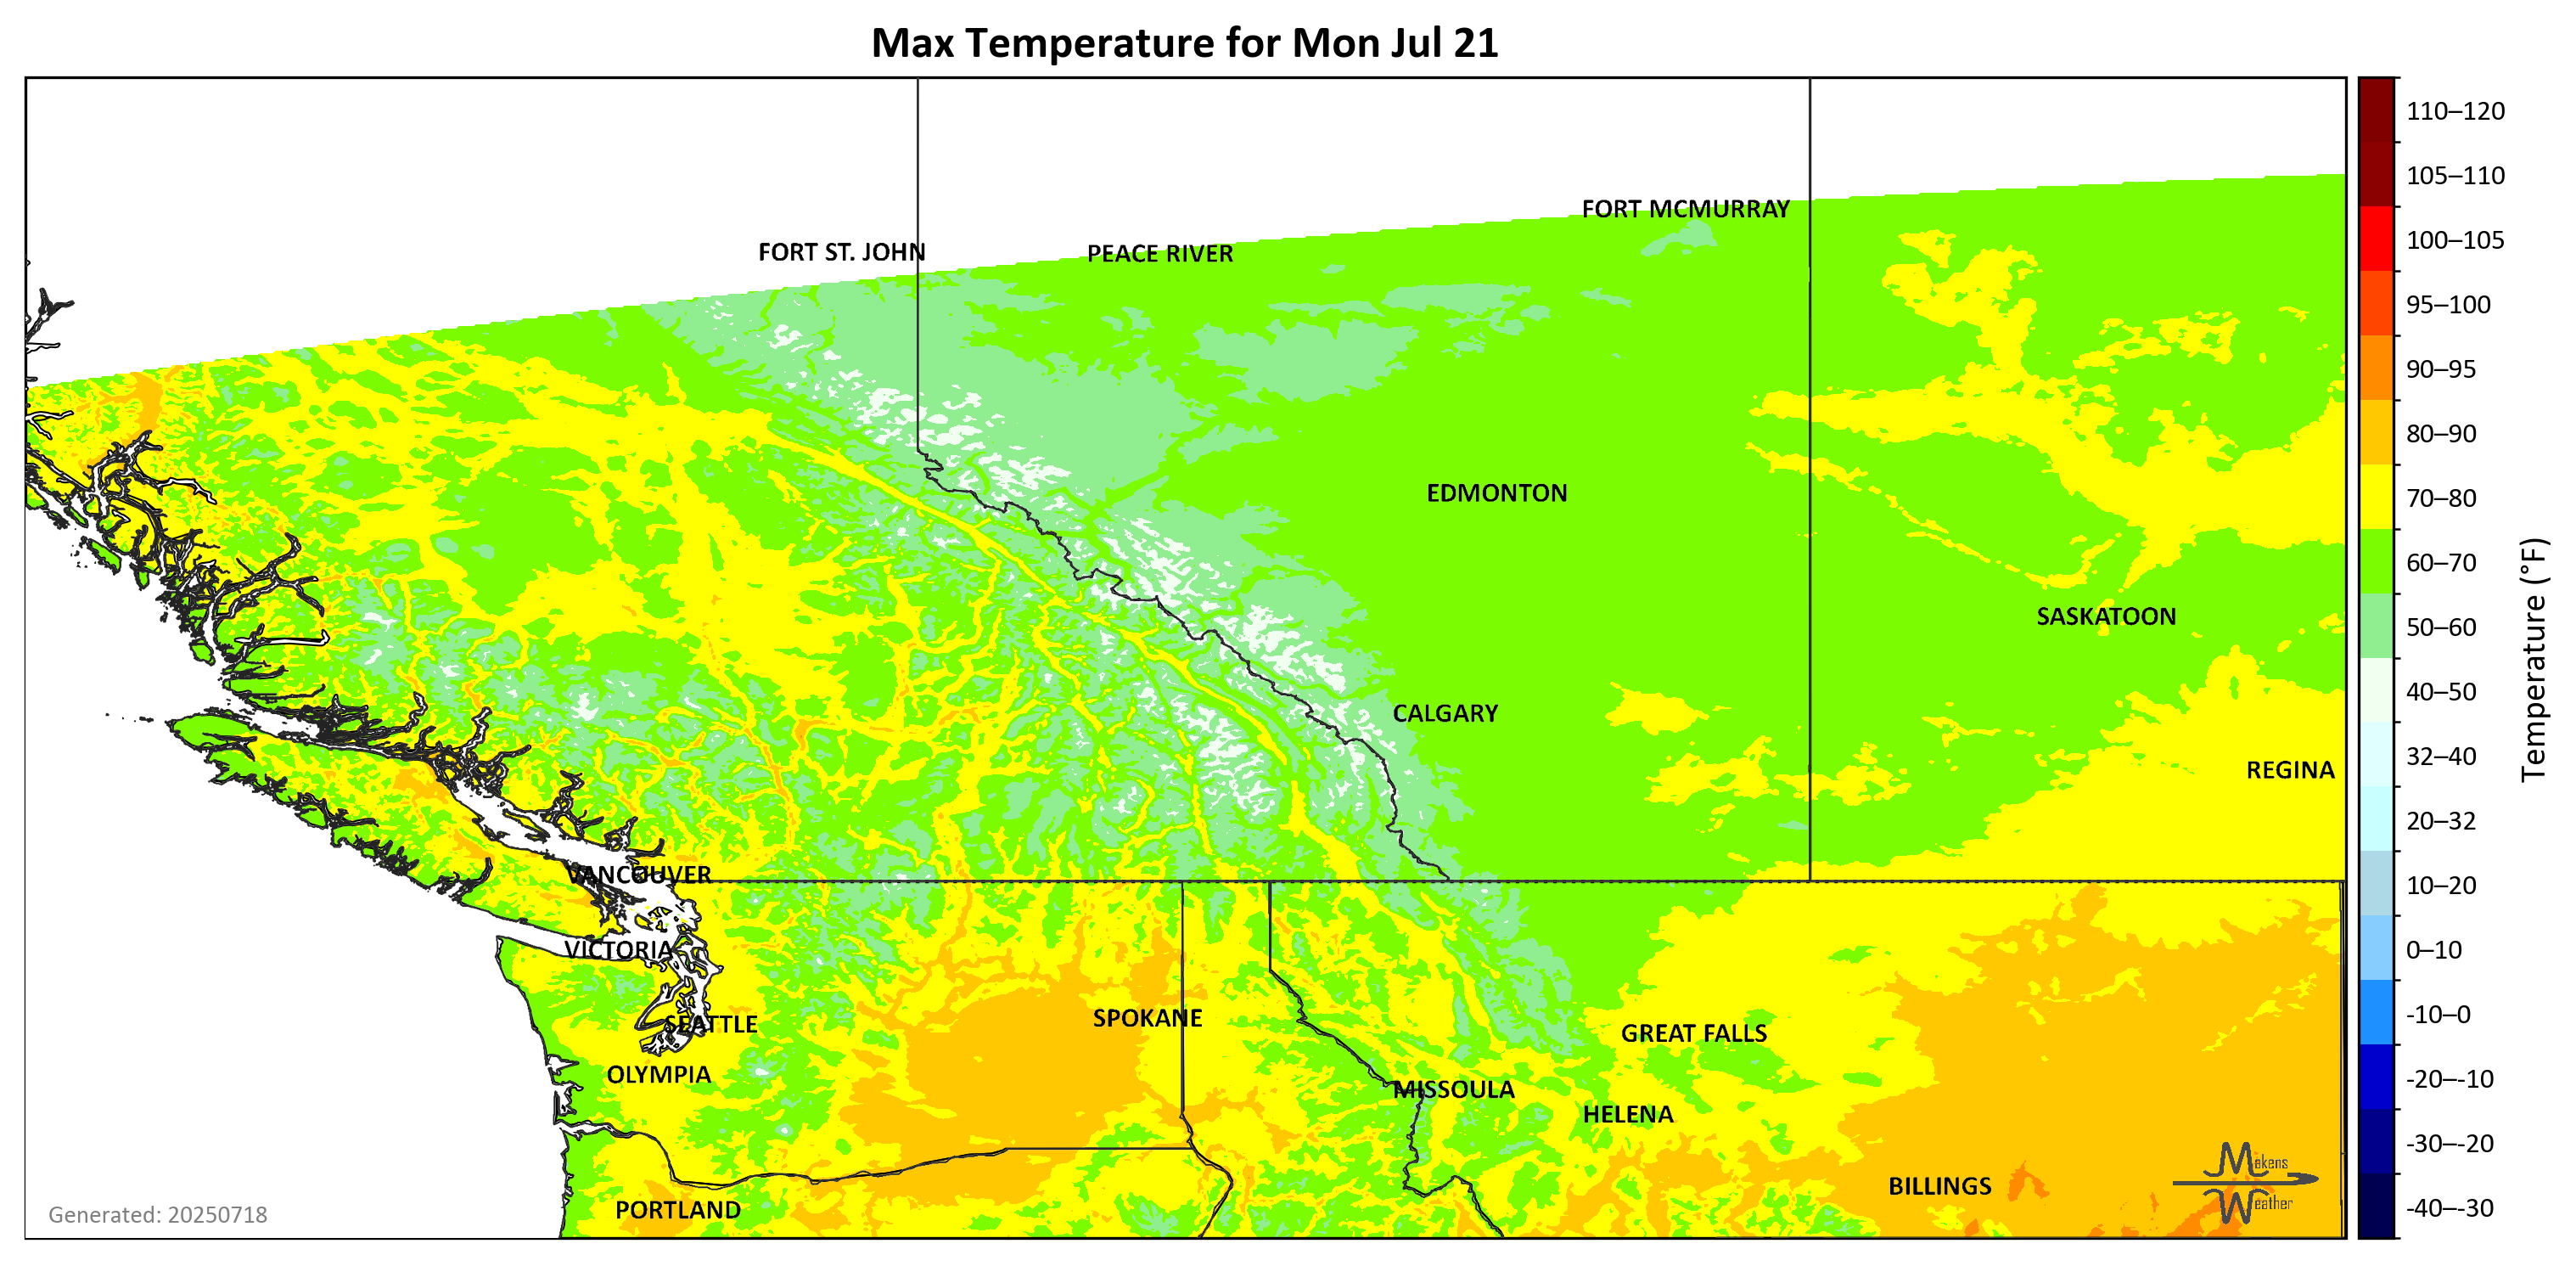 Max Temperature for Mon Jul 21
110–120
105–110
100–105
95–100
90–95
80–90
70–80
60–70
50–60
40–50
32–40
20–32
10–20
0–10
-10–0
-20–-10
-30–-20
-40–-30
Temperature (°F)
FORT MCMURRAY
FORT ST. JOHN
PEACE RIVER
EDMONTON
SASKATOON
CALGARY
REGINA
VANCOUVER
VICTORIA
SEATTLE
SPOKANE
GREAT FALLS
OLYMPIA
MISSOULA
HELENA
BILLINGS
PORTLAND
Makens
Weather
Generated: 20250718